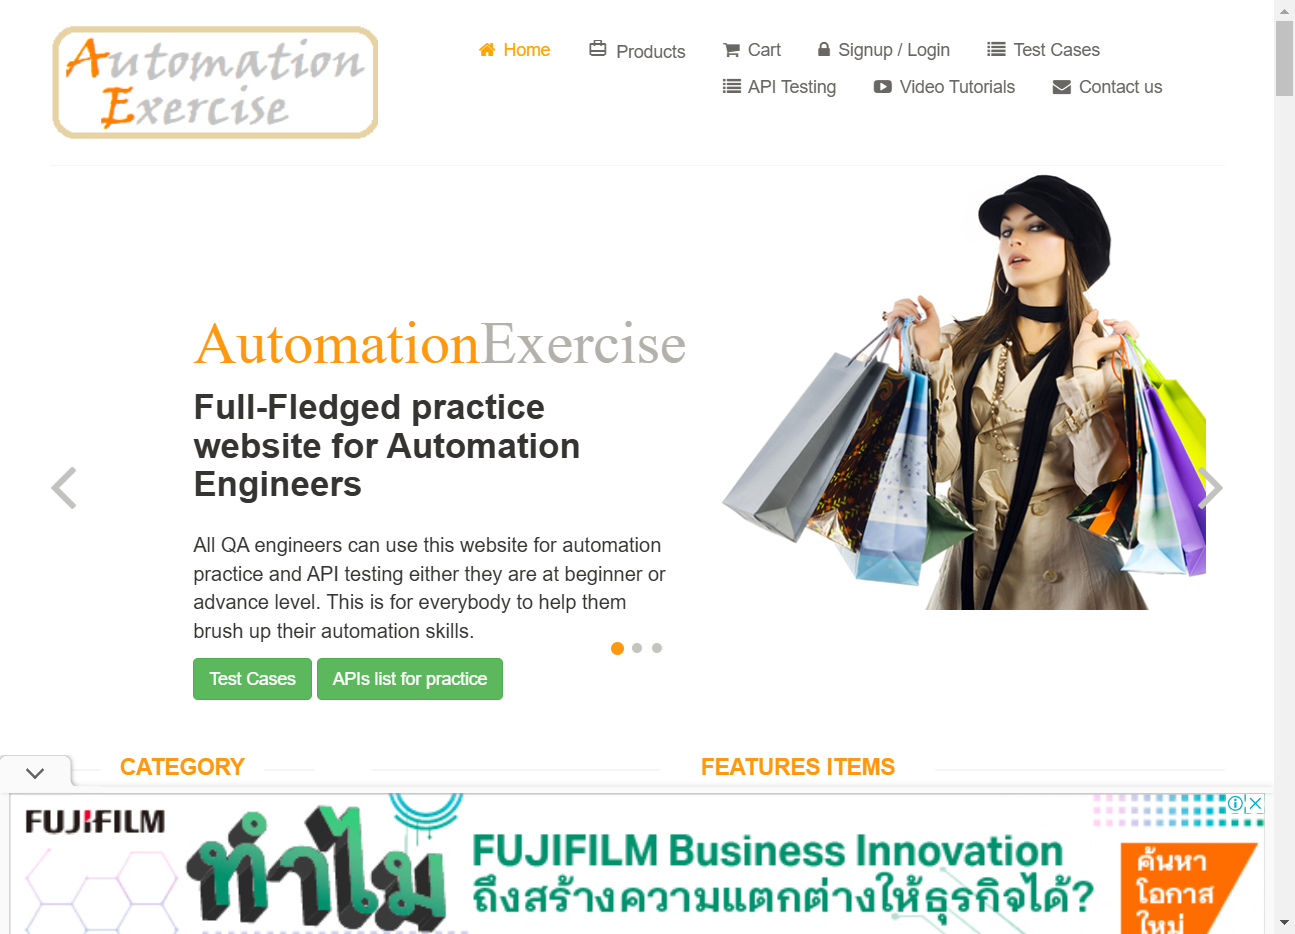 Automation
Exercise
Home
Products
Cart
Signup / Login
Test Cases
API Testing
Video Tutorials
Contact us
AutomationExercise
Full-Fledged practice
website for Automation
Engineers
All QA engineers can use this website for automation
practice and API testing either they are at beginner or
advance level. This is for everybody to help them
brush up their automation skills.
Test Cases
APIs list for practice
CATEGORY
FEATURES ITEMS
FUJIFILM
ทำไม
FUJIFILM Business Innovation
ถึงสร้างความแตกต่างให้ธุรกิจได้?
ค้นหา
โอกาส
ใหม่